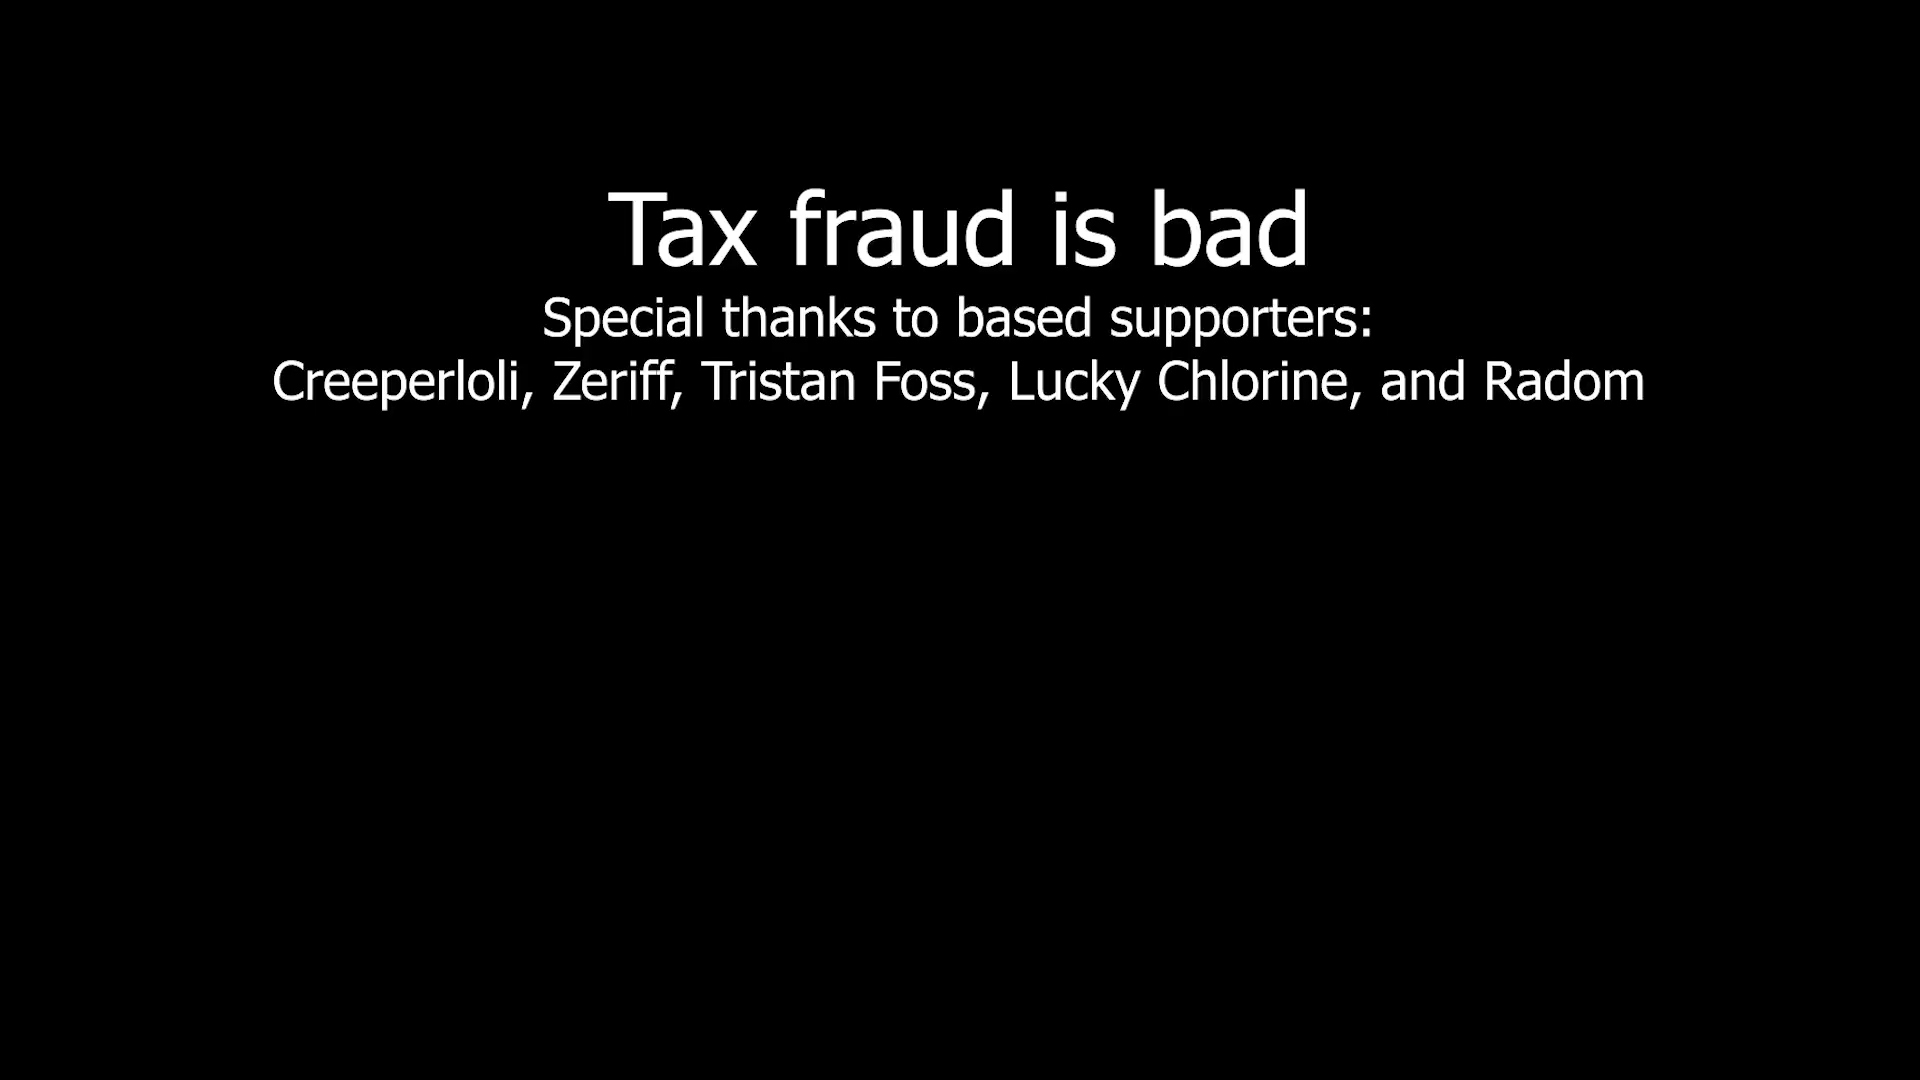 Tax fraud is bad
Special thanks to based supporters:
Creeperloli, Zeriff, Tristan Foss, Lucky Chlorine, and Radom